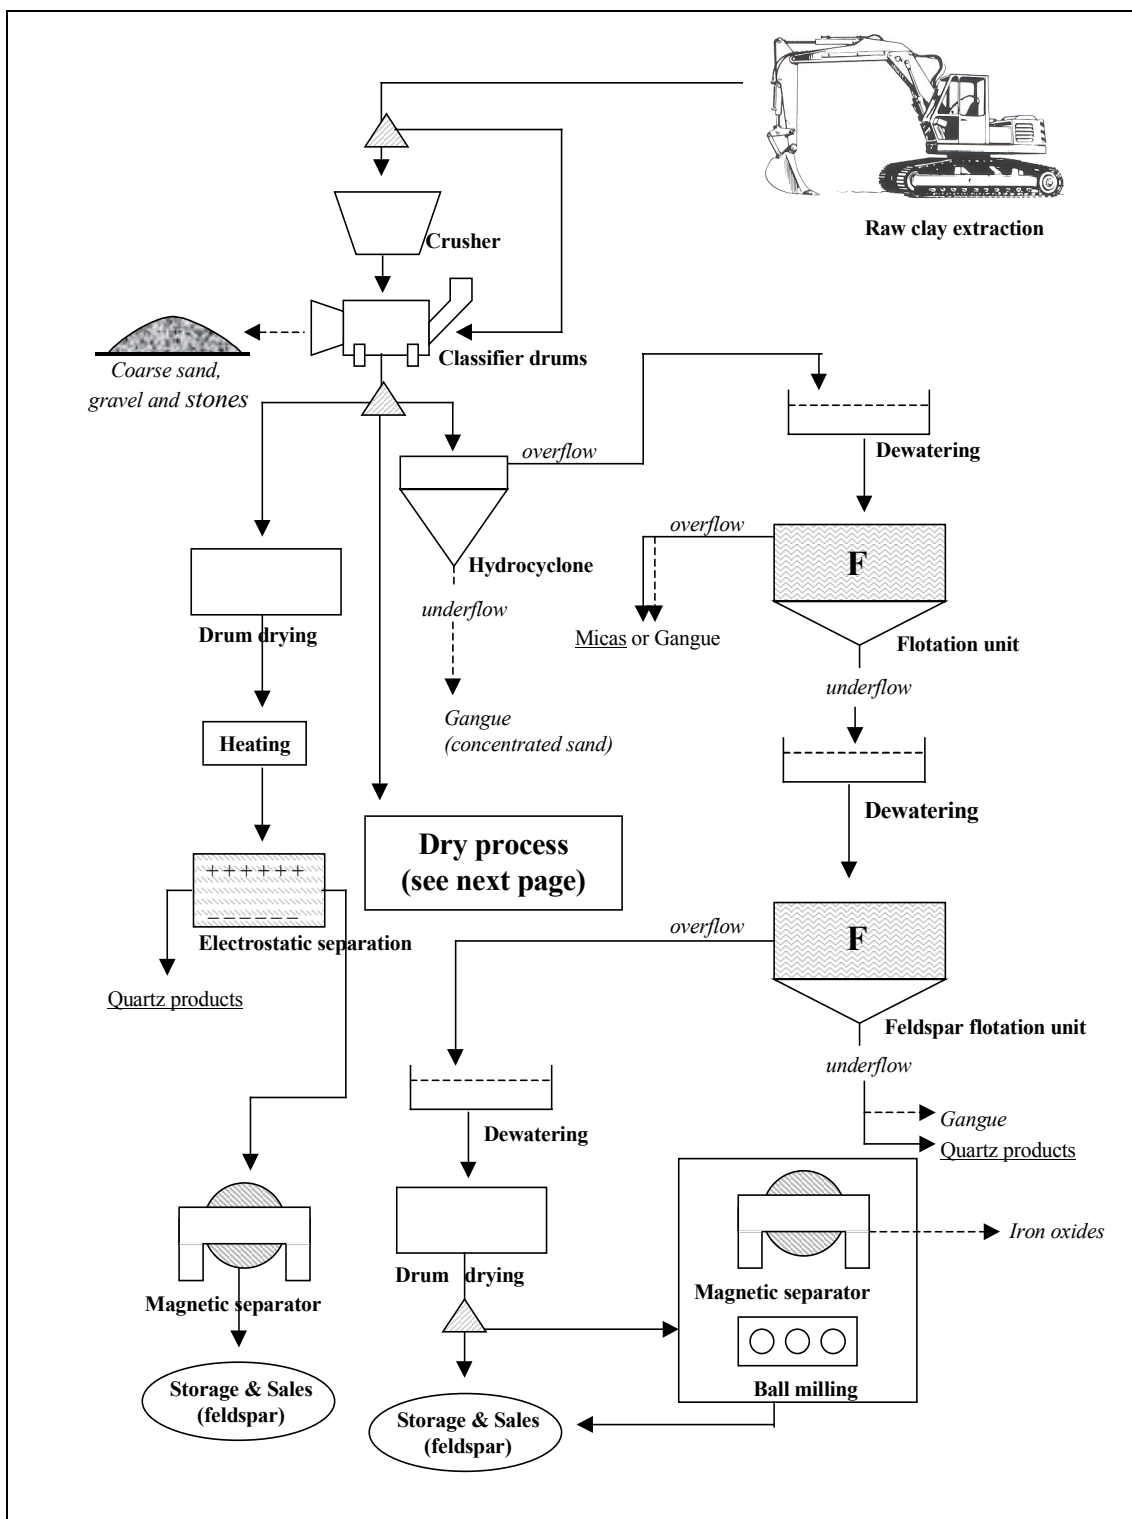 Raw clay extraction
Crusher
Classifier drums
Coarse sand,
gravel and stones
overflow
Dewatering
Hydrocyclone
underflow
Gangue
(concentrated sand)
overflow
F
Micas or Gangue
Flotation unit
underflow
Dewatering
Drum drying
Heating
+ + + + + +
_ _ _ _ _ _
Electrostatic separation
Quartz products
Dry process
(see next page)
overflow
F
Feldspar flotation unit
underflow
Gangue
Quartz products
Dewatering
Drum drying
Magnetic separator
Iron oxides
Magnetic separator
Ball milling
Storage & Sales
(feldspar)
Storage & Sales
(feldspar)